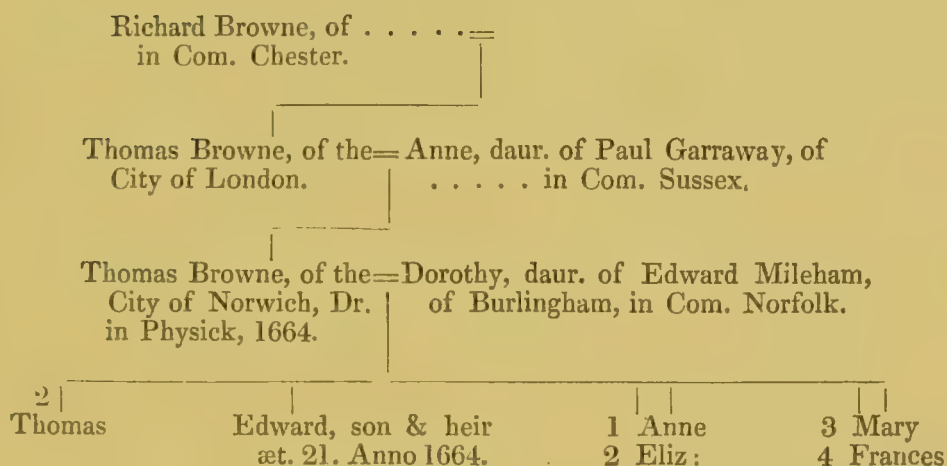 Richard Browne, of . . . . . =
in Com. Chester.
Thomas Browne, of the = Anne, daur. of Paul Garraway, of
City of London. . . . . . in Com. Sussex.
Thomas Browne, of the = Dorothy, daur. of Edward Mileham,
City of Norwich, Dr. of Burlingham, in Com. Norfolk.
in Physick, 1664.
2
Thomas Edward, son & heir 1 Anne 3 Mary
æt. 21. Anno 1664. 2 Eliz: 4 Frances